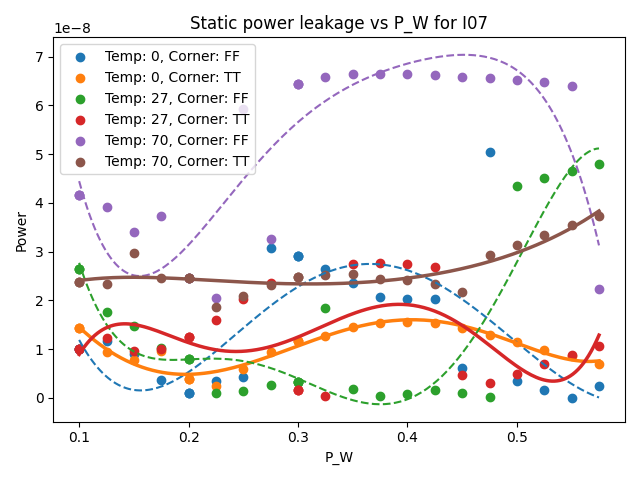 Static power leakage vs P_W for I07
1e−8
7
6
5
4
3
2
1
0
Power
Temp: 0, Corner: FF
Temp: 0, Corner: TT
Temp: 27, Corner: FF
Temp: 27, Corner: TT
Temp: 70, Corner: FF
Temp: 70, Corner: TT
0.1
0.2
0.3
0.4
0.5
P_W